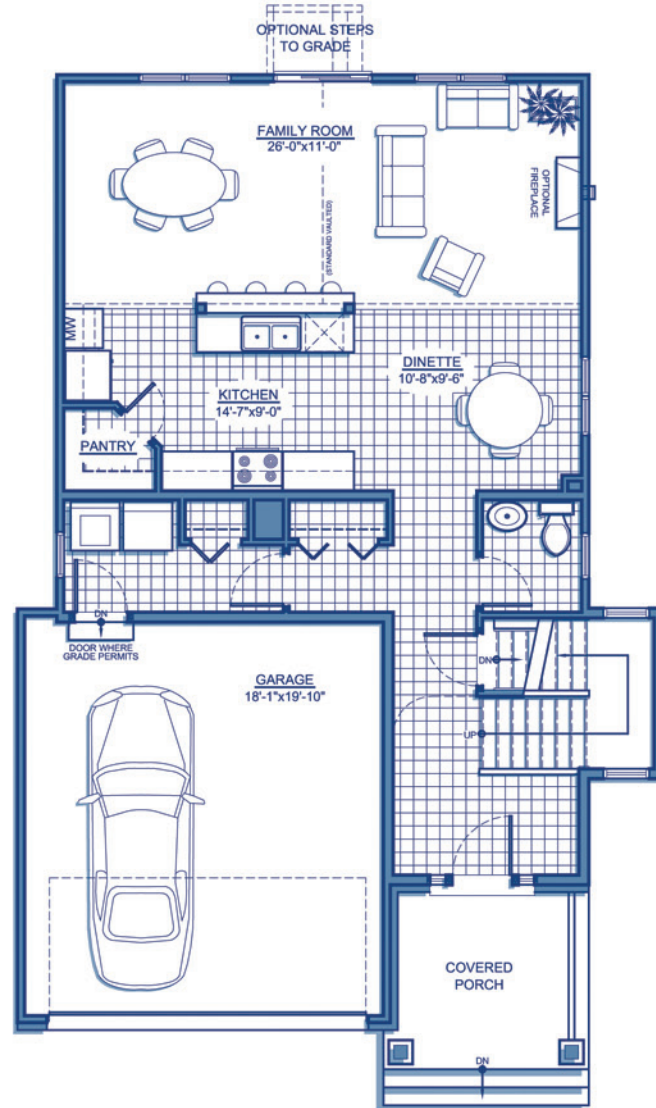 OPTIONAL STEPS
TO GRADE
FAMILY ROOM
26'-0"x11'-0"
OPTIONAL
FIREPLACE
(STANDARD VAULTED)
MW
DINETTE
10'-8"x9'-6"
KITCHEN
14'-7"x9'-0"
PANTRY
DN
DOOR WHERE
GRADE PERMITS
GARAGE
18'-1"x19'-10"
DN
UP
COVERED
PORCH
DN